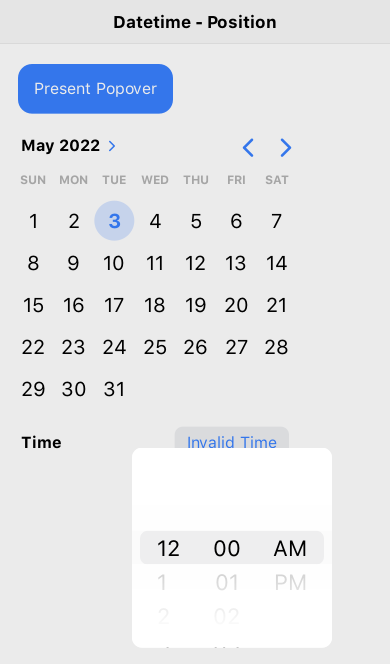 Datetime - Position
Present Popover
May 2022
SUN MON TUE WED THU FRI SAT
1 2 3 4 5 6 7
8 9 10 11 12 13 14
15 16 17 18 19 20 21
22 23 24 25 26 27 28
29 30 31
Time Invalid Time
12 00 AM
1 01 PM
2 02